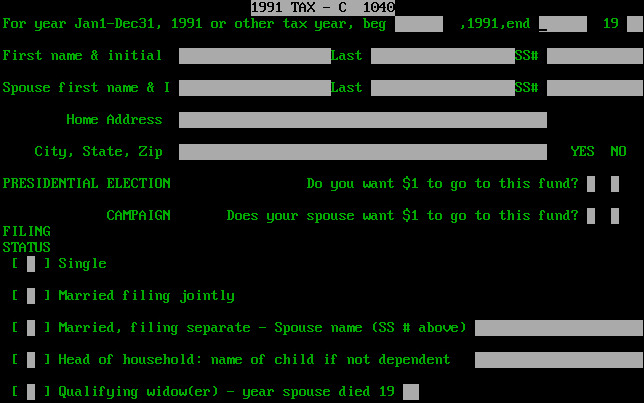 1991 TAX - C  1040
For year Jan1-Dec31, 1991 or other tax year, beg ,1991,end _ 19
First name & initial Last SS#
Spouse first name & I Last SS#
Home Address
City, State, Zip YES NO
PRESIDENTIAL ELECTION Do you want $1 to go to this fund?
CAMPAIGN Does your spouse want $1 to go to this fund?
FILING
STATUS
[ ] Single
[ ] Married filing jointly
[ ] Married, filing separate - Spouse name (SS # above)
[ ] Head of household: name of child if not dependent
[ ] Qualifying widow(er) - year spouse died 19